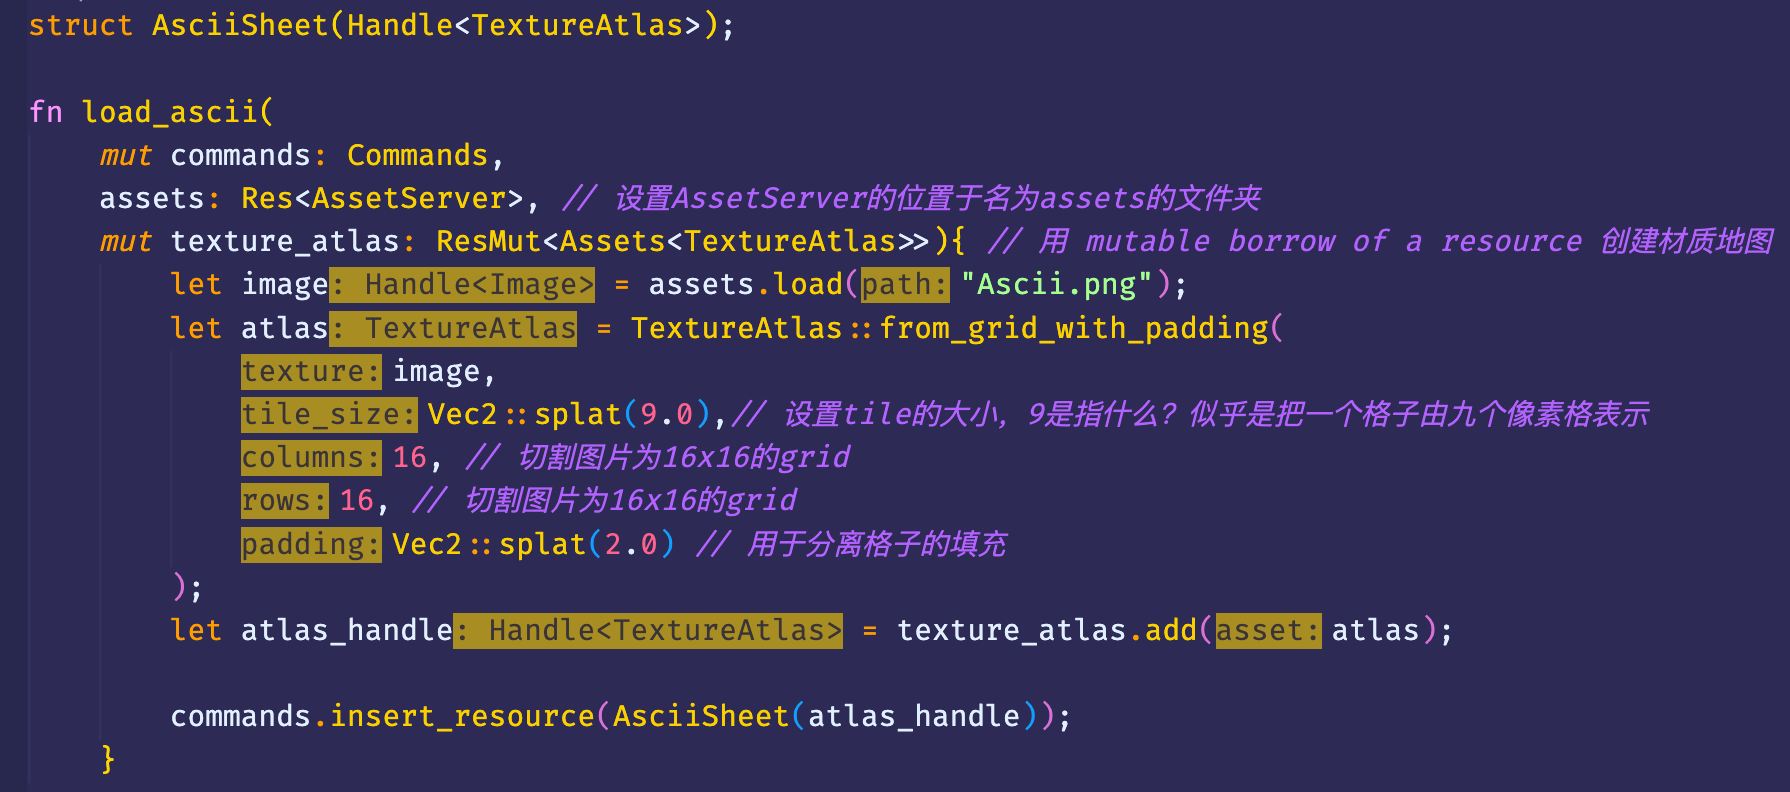 struct AsciiSheet(Handle<TextureAtlas>);
fn load_ascii(
mut commands: Commands,
assets: Res<AssetServer>, // 设置AssetServer的位置于名为assets的文件夹
mut texture_atlas: ResMut<Assets<TextureAtlas>>){ // 用 mutable borrow of a resource 创建材质地图
let image: Handle<Image> = assets.load(path: "Ascii.png");
let atlas: TextureAtlas = TextureAtlas::from_grid_with_padding(
texture: image,
tile_size: Vec2::splat(9.0),// 设置tile的大小，9是指什么？似乎是把一个格子由九个像素格表示
columns: 16, // 切割图片为16x16的grid
rows: 16, // 切割图片为16x16的grid
padding: Vec2::splat(2.0) // 用于分离格子的填充
);
let atlas_handle: Handle<TextureAtlas> = texture_atlas.add(asset: atlas);
commands.insert_resource(AsciiSheet(atlas_handle));
}